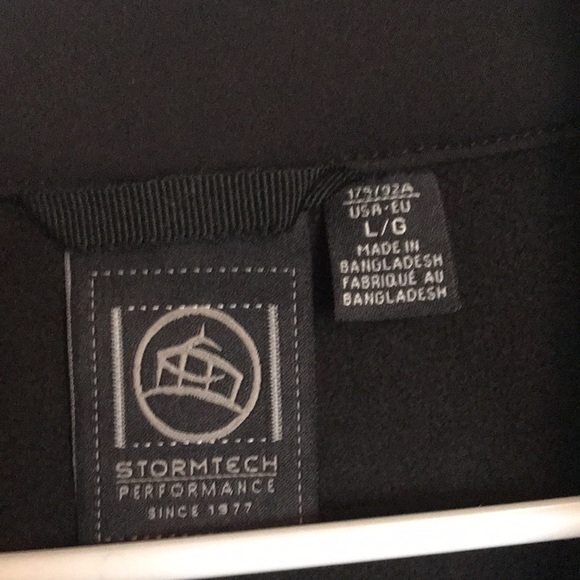 175/92A
USA-EU
L/G
MADE IN
BANGLADESH
FABRIQUÉ AU
BANGLADESH
STORMTECH
PERFORMANCE
SINCE 1977